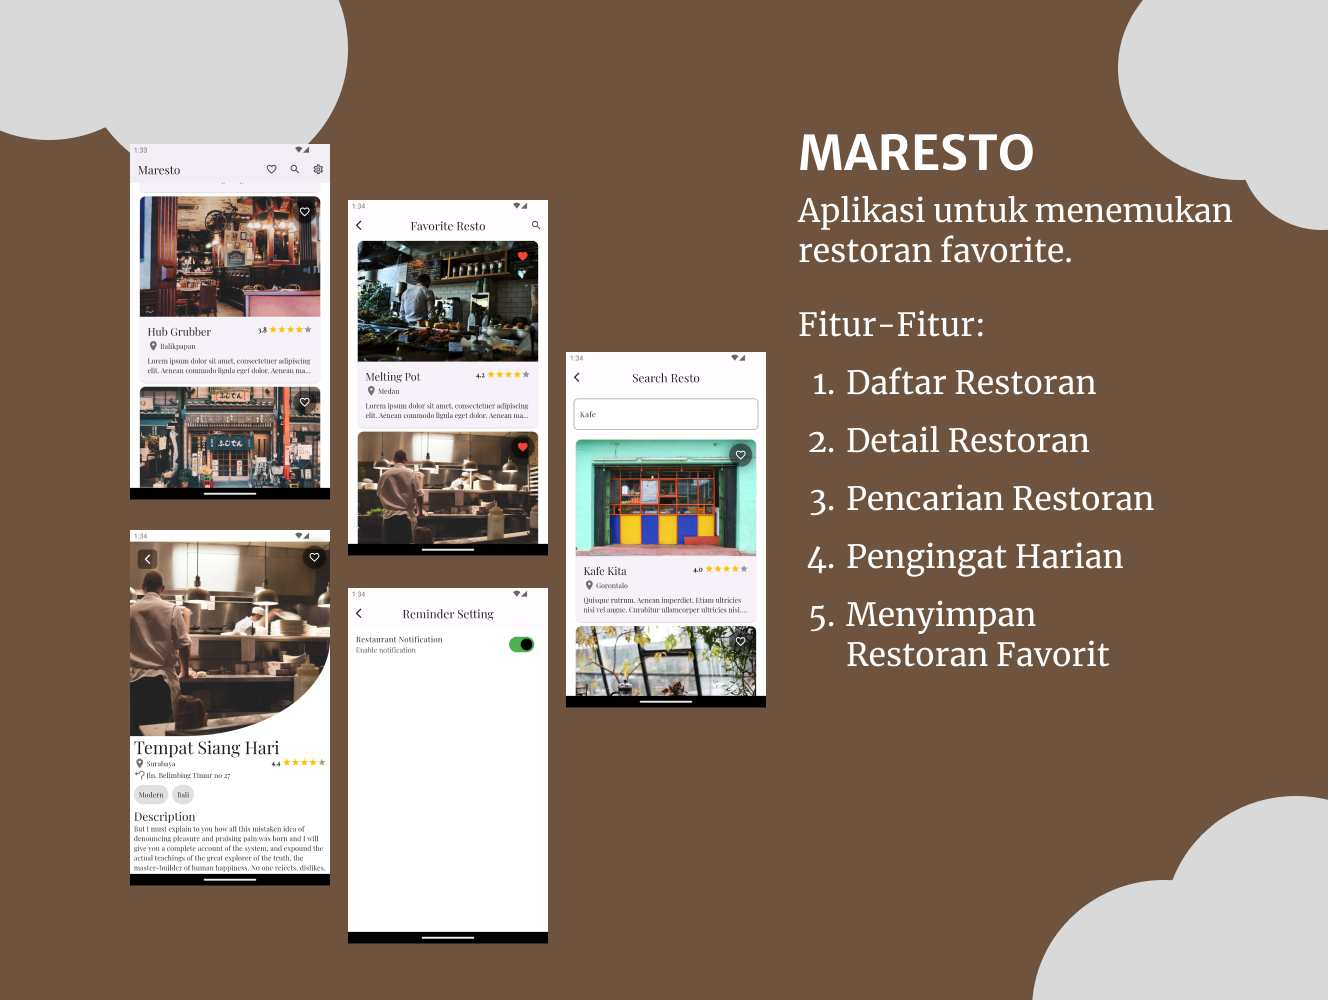 1:33
Maresto
Hub Grubber
3.8
Balikpapan
Lorem ipsum dolor sit amet, consectetuer adipiscing
elit. Aenean commodo ligula eget dolor. Aenean ma...
ふじでん
1:34
Tempat Siang Hari
Surabaya
4.4
Jln. Belimbing Timur no 27
Modern
Bali
Description
But I must explain to you how all this mistaken idea of
denouncing pleasure and praising pain was born and I will
give you a complete account of the system, and expound the
actual teachings of the great explorer of the truth, the
master-builder of human happiness. No one rejects, dislikes,
1:34
Favorite Resto
Melting Pot
4.2
Medan
Lorem ipsum dolor sit amet, consectetuer adipiscing
elit. Aenean commodo ligula eget dolor. Aenean ma...
1:34
Reminder Setting
Restaurant Notification
Enable notification
1:34
Search Resto
Kafe
Kafe Kita
4.0
Gorontalo
Quisque rutrum. Aenean imperdiet. Etiam ultricies
nisi vel augue. Curabitur ullamcorper ultricies nisi....
MARESTO
Aplikasi untuk menemukan
restoran favorite.
Fitur-Fitur:
1. Daftar Restoran
2. Detail Restoran
3. Pencarian Restoran
4. Pengingat Harian
5. Menyimpan
Restoran Favorit